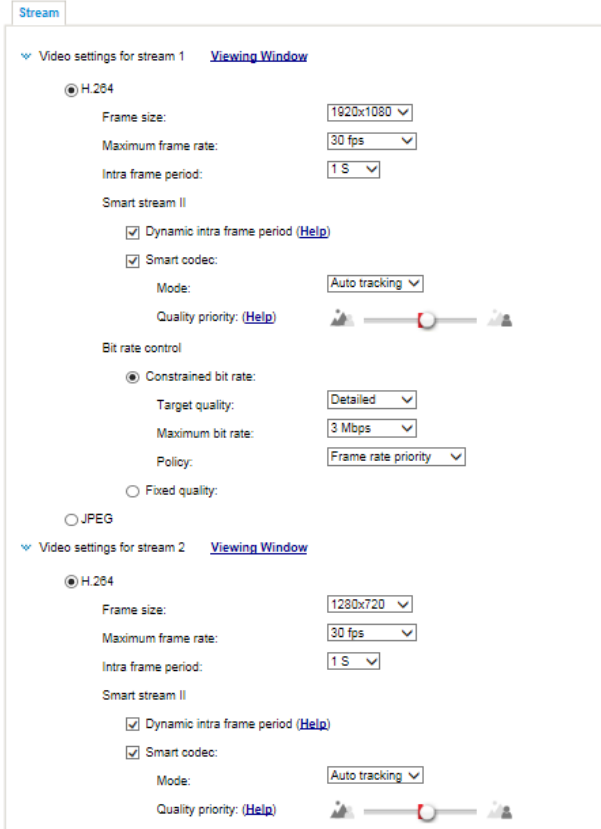 Stream
Video settings for stream 1 Viewing Window
H.264
Frame size: 1920x1080
Maximum frame rate: 30 fps
Intra frame period: 1 S
Smart stream II
Dynamic intra frame period (Help)
Smart codec:
Mode: Auto tracking
Quality priority: (Help)
Bit rate control
Constrained bit rate:
Target quality: Detailed
Maximum bit rate: 3 Mbps
Policy: Frame rate priority
Fixed quality:
JPEG
Video settings for stream 2 Viewing Window
H.264
Frame size: 1280x720
Maximum frame rate: 30 fps
Intra frame period: 1 S
Smart stream II
Dynamic intra frame period (Help)
Smart codec:
Mode: Auto tracking
Quality priority: (Help)